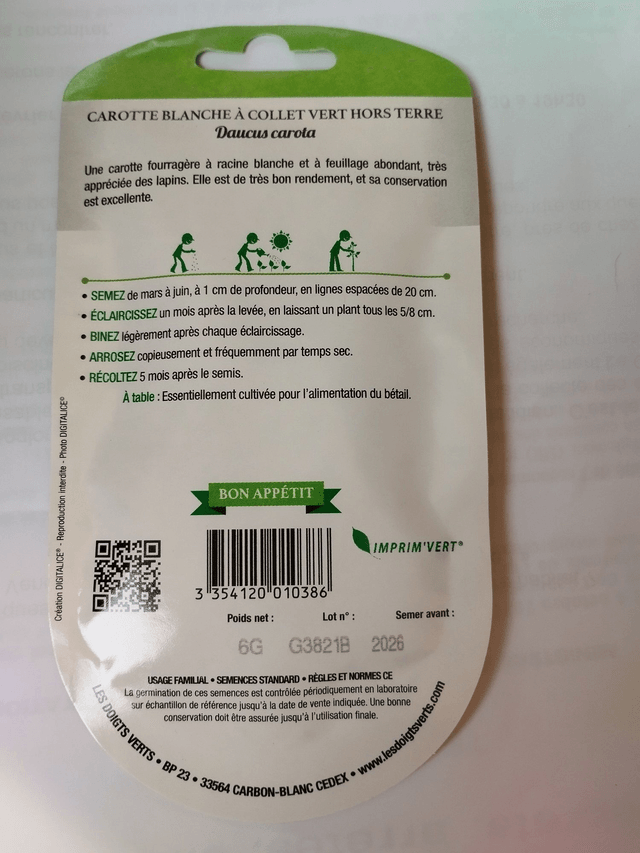 CAROTTE BLANCHE À COLLET VERT HORS TERRE
Daucus carota
Une carotte fourragère à racine blanche et à feuillage abondant, très
appréciée des lapins. Elle est de très bon rendement, et sa conservation
est excellente.
• SEMEZ de mars à juin, à 1 cm de profondeur, en lignes espacées de 20 cm.
• ÉCLAIRCISSEZ un mois après la levée, en laissant un plant tous les 5/8 cm.
• BINEZ légèrement après chaque éclaircissage.
• ARROSEZ copieusement et fréquemment par temps sec.
• RÉCOLTEZ 5 mois après le semis.
À table : Essentiellement cultivée pour l'alimentation du bétail.
Création DIGITALICE® - Reproduction interdite - Photo DIGITALICE®
BON APPÉTIT
IMPRIM'VERT®
3 354120 010386
Poids net : Lot n° : Semer avant :
6G G3821B 2026
USAGE FAMILIAL • SEMENCES STANDARD • RÈGLES ET NORMES CE
La germination de ces semences est contrôlée périodiquement en laboratoire
sur échantillon de référence jusqu'à la date de vente indiquée. Une bonne
conservation doit être assurée jusqu'à l'utilisation finale.
LES DOIGTS VERTS • BP 23 • 33564 CARBON-BLANC CEDEX • www.lesdoigtsverts.com